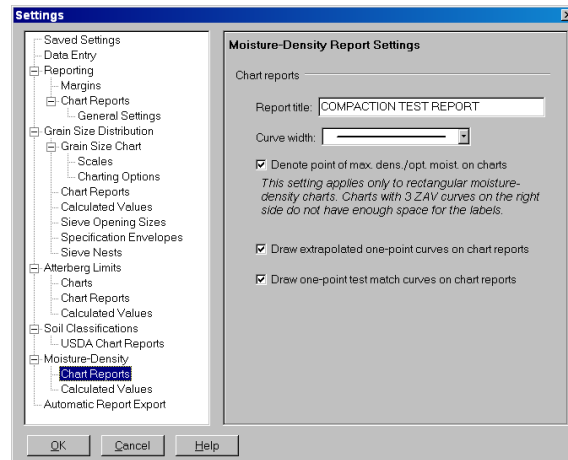 Settings
Saved Settings
Data Entry
Reporting
Margins
Chart Reports
General Settings
Grain Size Distribution
Grain Size Chart
Scales
Charting Options
Chart Reports
Calculated Values
Sieve Opening Sizes
Specification Envelopes
Sieve Nests
Atterberg Limits
Charts
Chart Reports
Calculated Values
Soil Classifications
USDA Chart Reports
Moisture-Density
Chart Reports
Calculated Values
Automatic Report Export
Moisture-Density Report Settings
Chart reports
Report title: COMPACTION TEST REPORT
Curve width:
Denote point of max. dens./opt. moist. on charts
This setting applies only to rectangular moisture-
density charts. Charts with 3 ZAV curves on the right
side do not have enough space for the labels.
Draw extrapolated one-point curves on chart reports
Draw one-point test match curves on chart reports
OK Cancel Help